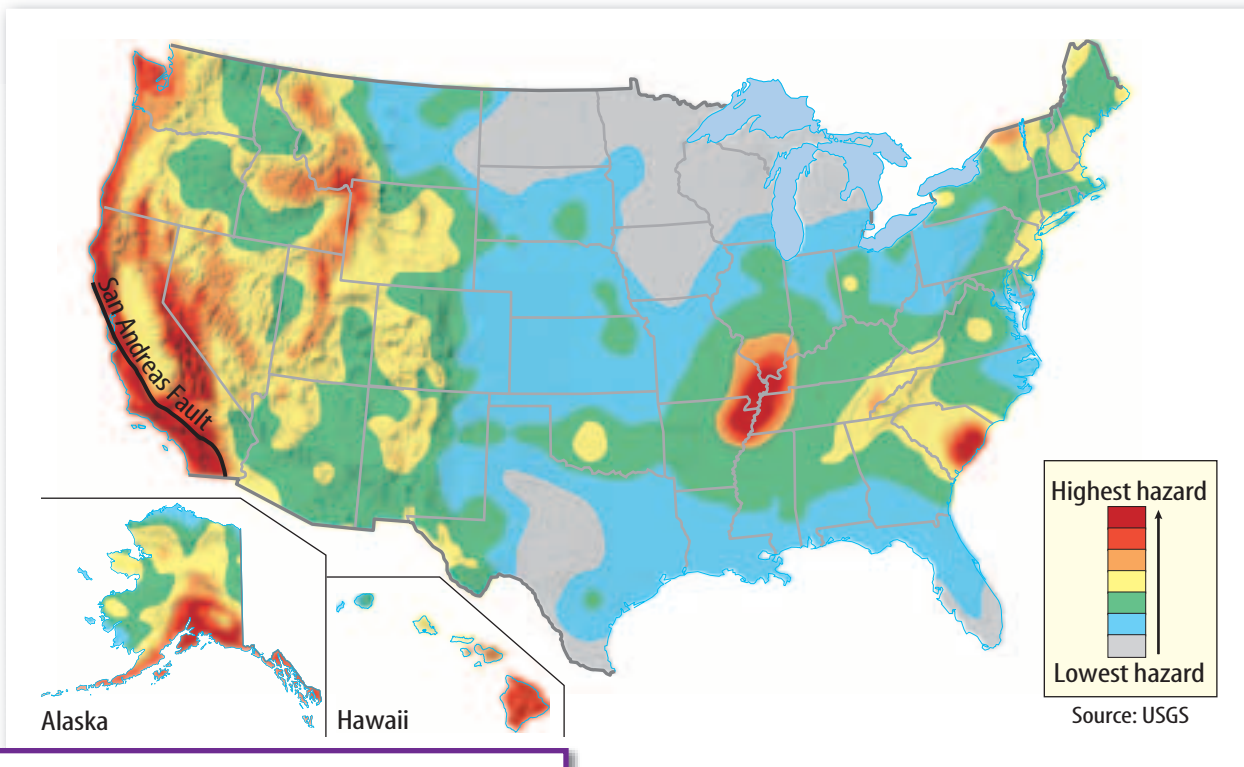 San Andreas Fault
Alaska
Hawaii
Highest hazard
Lowest hazard
Source: USGS